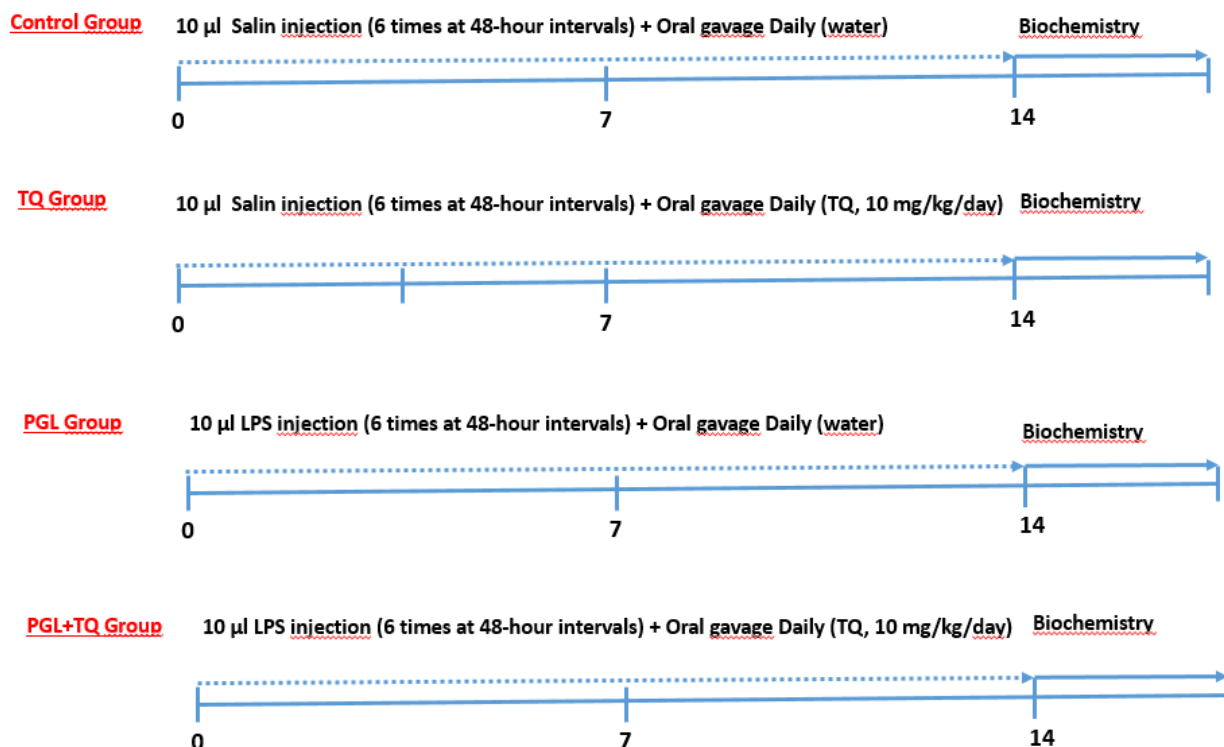 Control Group 10 µl Salin injection (6 times at 48-hour intervals) + Oral gavage Daily (water) Biochemistry
0 7 14
TQ Group 10 µl Salin injection (6 times at 48-hour intervals) + Oral gavage Daily (TQ, 10 mg/kg/day) Biochemistry
0 7 14
PGL Group 10 µl LPS injection (6 times at 48-hour intervals) + Oral gavage Daily (water) Biochemistry
0 7 14
PGL+TQ Group 10 µl LPS injection (6 times at 48-hour intervals) + Oral gavage Daily (TQ, 10 mg/kg/day) Biochemistry
0 7 14